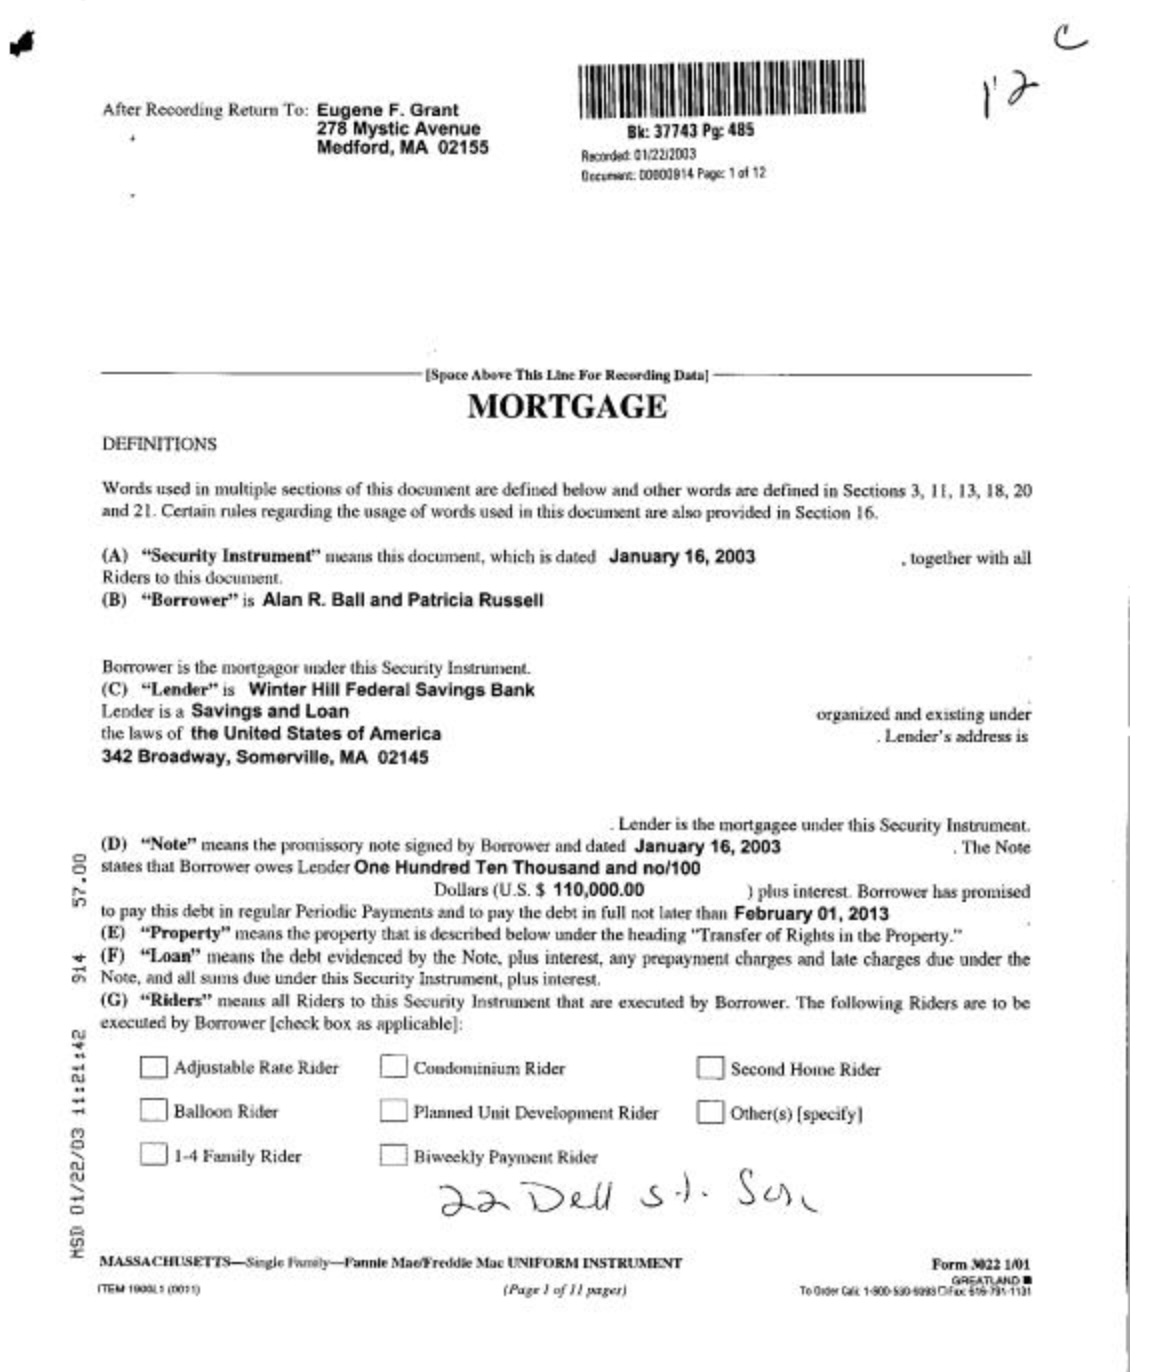 C
12
After Recording Return To: Eugene F. Grant
278 Mystic Avenue
Medford, MA 02155
Bk: 37743 Pg: 485
Recorded: 01/22/2003
Document: 00000914 Page: 1 of 12
[Space Above This Line For Recording Data]
MORTGAGE
DEFINITIONS
Words used in multiple sections of this document are defined below and other words are defined in Sections 3, 11, 13, 18, 20
and 21. Certain rules regarding the usage of words used in this document are also provided in Section 16.
(A) “Security Instrument” means this document, which is dated January 16, 2003 , together with all
Riders to this document.
(B) “Borrower” is Alan R. Ball and Patricia Russell
Borrower is the mortgagor under this Security Instrument.
(C) “Lender” is Winter Hill Federal Savings Bank
Lender is a Savings and Loan organized and existing under
the laws of the United States of America . Lender's address is
342 Broadway, Somerville, MA 02145
. Lender is the mortgagee under this Security Instrument.
(D) “Note” means the promissory note signed by Borrower and dated January 16, 2003 . The Note
states that Borrower owes Lender One Hundred Ten Thousand and no/100
Dollars (U.S. $ 110,000.00 ) plus interest. Borrower has promised
to pay this debt in regular Periodic Payments and to pay the debt in full not later than February 01, 2013
(E) “Property” means the property that is described below under the heading "Transfer of Rights in the Property."
(F) “Loan” means the debt evidenced by the Note, plus interest, any prepayment charges and late charges due under the
Note, and all sums due under this Security Instrument, plus interest.
(G) “Riders” means all Riders to this Security Instrument that are executed by Borrower. The following Riders are to be
executed by Borrower [check box as applicable]:
Adjustable Rate Rider Condominium Rider Second Home Rider
Balloon Rider Planned Unit Development Rider Other(s) [specify]
1-4 Family Rider Biweekly Payment Rider
22 Dell St. Som
MSD 01/22/03 11:21:42 914 57.00
MASSACHUSETTS—Single Family—Fannie Mae/Freddie Mac UNIFORM INSTRUMENT Form 3022 1/01
GREATLAND
ITEM 1900L1 (0011) (Page 1 of 11 pages) To Order Call: 1-800-530-9393 Fax: 616-791-1131